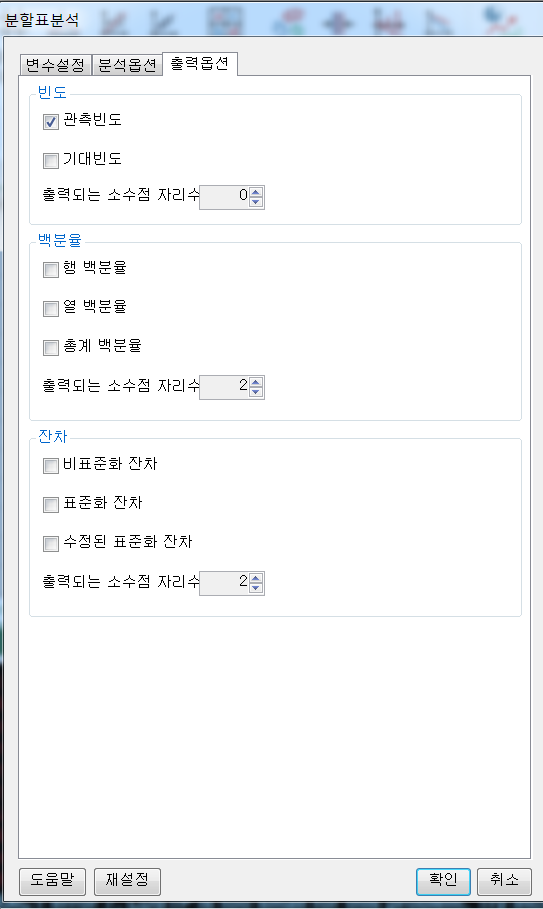 분할표분석
변수설정 분석옵션 출력옵션
빈도
관측빈도
기대빈도
출력되는 소수점 자리수 0
백분율
행 백분율
열 백분율
총계 백분율
출력되는 소수점 자리수 2
잔차
비표준화 잔차
표준화 잔차
수정된 표준화 잔차
출력되는 소수점 자리수 2
도움말 재설정 확인 취소